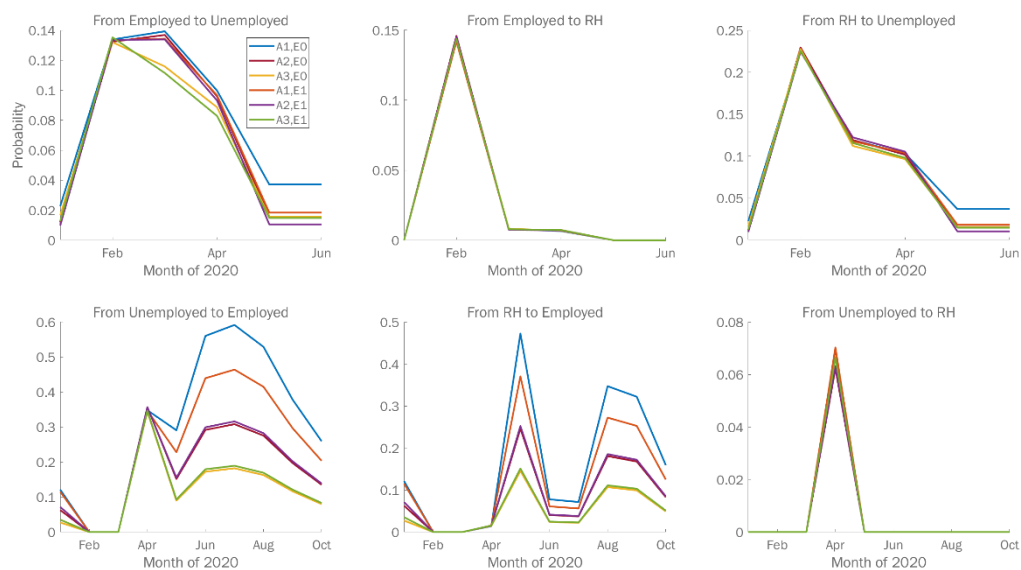 From Employed to Unemployed
0.14
0.12
0.1
0.08
0.06
0.04
0.02
0
Probability
A1,E0
A2,E0
A3,E0
A1,E1
A2,E1
A3,E1
Feb Apr Jun
Month of 2020
From Employed to RH
0.15
0.1
0.05
0
Feb Apr Jun
Month of 2020
From RH to Unemployed
0.25
0.2
0.15
0.1
0.05
0
Feb Apr Jun
Month of 2020
From Unemployed to Employed
0.6
0.5
0.4
0.3
0.2
0.1
0
Feb Apr Jun Aug Oct
Month of 2020
From RH to Employed
0.5
0.4
0.3
0.2
0.1
0
Feb Apr Jun Aug Oct
Month of 2020
From Unemployed to RH
0.08
0.06
0.04
0.02
0
Feb Apr Jun Aug Oct
Month of 2020